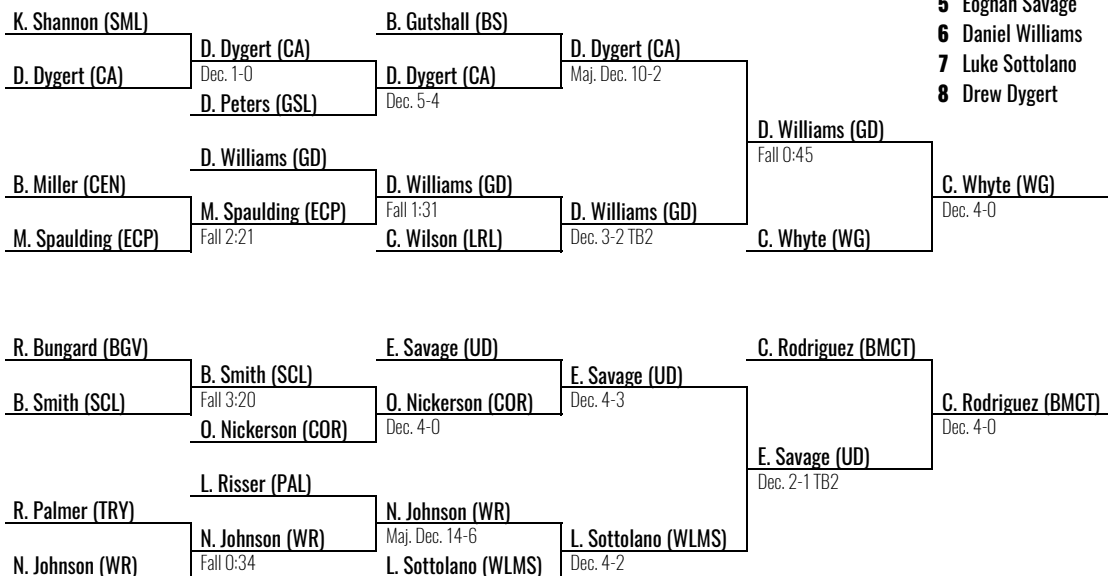 5 Eoghan Savage
6 Daniel Williams
7 Luke Sottolano
8 Drew Dygert
K. Shannon (SML)
D. Dygert (CA)
D. Dygert (CA)
Dec. 1-0
D. Peters (GSL)
B. Gutshall (BS)
D. Dygert (CA)
Dec. 5-4
D. Dygert (CA)
Maj. Dec. 10-2
B. Miller (CEN)
M. Spaulding (ECP)
D. Williams (GD)
M. Spaulding (ECP)
Fall 2:21
D. Williams (GD)
Fall 1:31
C. Wilson (LRL)
D. Williams (GD)
Dec. 3-2 TB2
D. Williams (GD)
Fall 0:45
C. Whyte (WG)
C. Whyte (WG)
Dec. 4-0
R. Bungard (BGV)
B. Smith (SCL)
B. Smith (SCL)
Fall 3:20
O. Nickerson (COR)
E. Savage (UD)
O. Nickerson (COR)
Dec. 4-0
E. Savage (UD)
Dec. 4-3
R. Palmer (TRY)
N. Johnson (WR)
L. Risser (PAL)
N. Johnson (WR)
Fall 0:34
N. Johnson (WR)
Maj. Dec. 14-6
L. Sottolano (WLMS)
L. Sottolano (WLMS)
Dec. 4-2
C. Rodriguez (BMCT)
E. Savage (UD)
Dec. 2-1 TB2
C. Rodriguez (BMCT)
Dec. 4-0